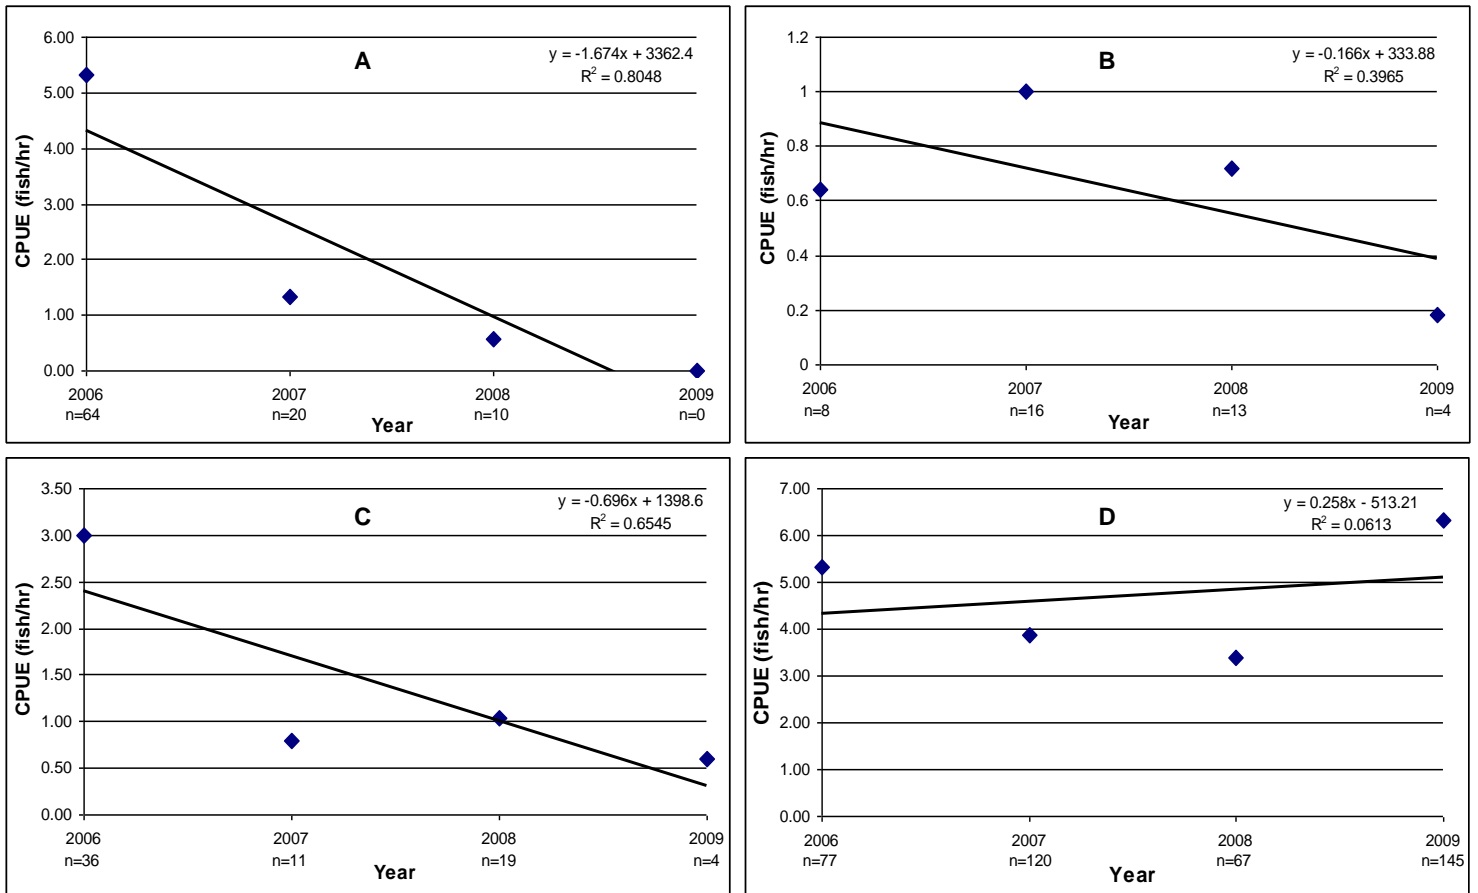 A
y = -1.674x + 3362.4
R² = 0.8048
CPUE (fish/hr)
6.00
5.00
4.00
3.00
2.00
1.00
0.00
2006 2007 2008 2009
n=64 n=20 n=10 n=0
Year
B
y = -0.166x + 333.88
R² = 0.3965
CPUE (fish/hr)
1.2
1
0.8
0.6
0.4
0.2
0
2006 2007 2008 2009
n=8 n=16 n=13 n=4
Year
C
y = -0.696x + 1398.6
R² = 0.6545
CPUE (fish/hr)
3.50
3.00
2.50
2.00
1.50
1.00
0.50
0.00
2006 2007 2008 2009
n=36 n=11 n=19 n=4
Year
D
y = 0.258x - 513.21
R² = 0.0613
CPUE (fish/hr)
7.00
6.00
5.00
4.00
3.00
2.00
1.00
0.00
2006 2007 2008 2009
n=77 n=120 n=67 n=145
Year